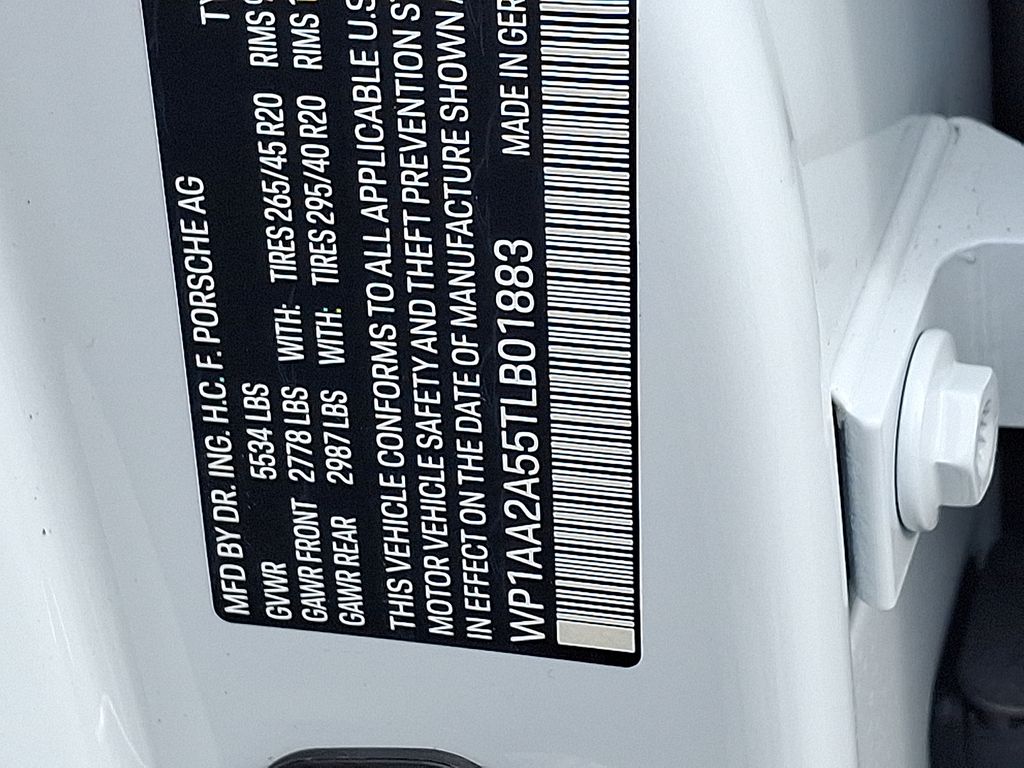 MFD BY DR. ING. H.C. F. PORSCHE AG
GVWR 5534 LBS
GAWR FRONT 2778 LBS WITH: TIRES 265/45 R20 RIMS
GAWR REAR 2987 LBS WITH: TIRES 295/40 R20 RIMS
THIS VEHICLE CONFORMS TO ALL APPLICABLE U.S
MOTOR VEHICLE SAFETY AND THEFT PREVENTION ST
IN EFFECT ON THE DATE OF MANUFACTURE SHOWN A
WP1AA2A55TLB01883 MADE IN GER